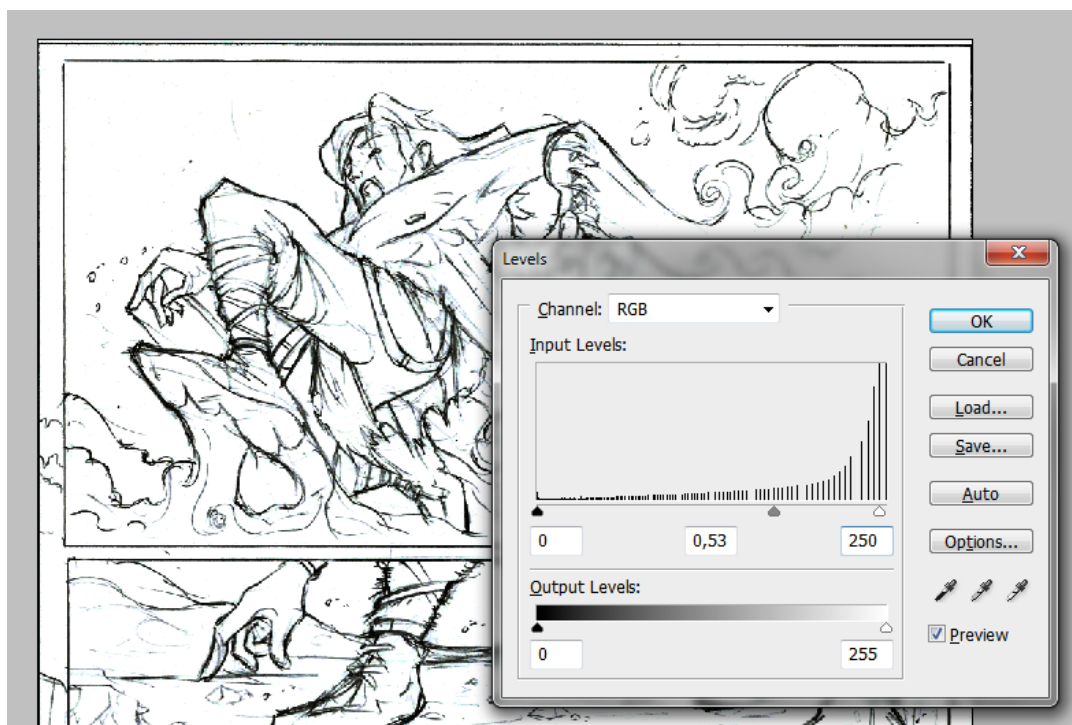 Levels
Channel: RGB
OK
Input Levels:
Cancel
Load...
Save...
Auto
0 0,53 250
Options...
Output Levels:
Preview
0 255